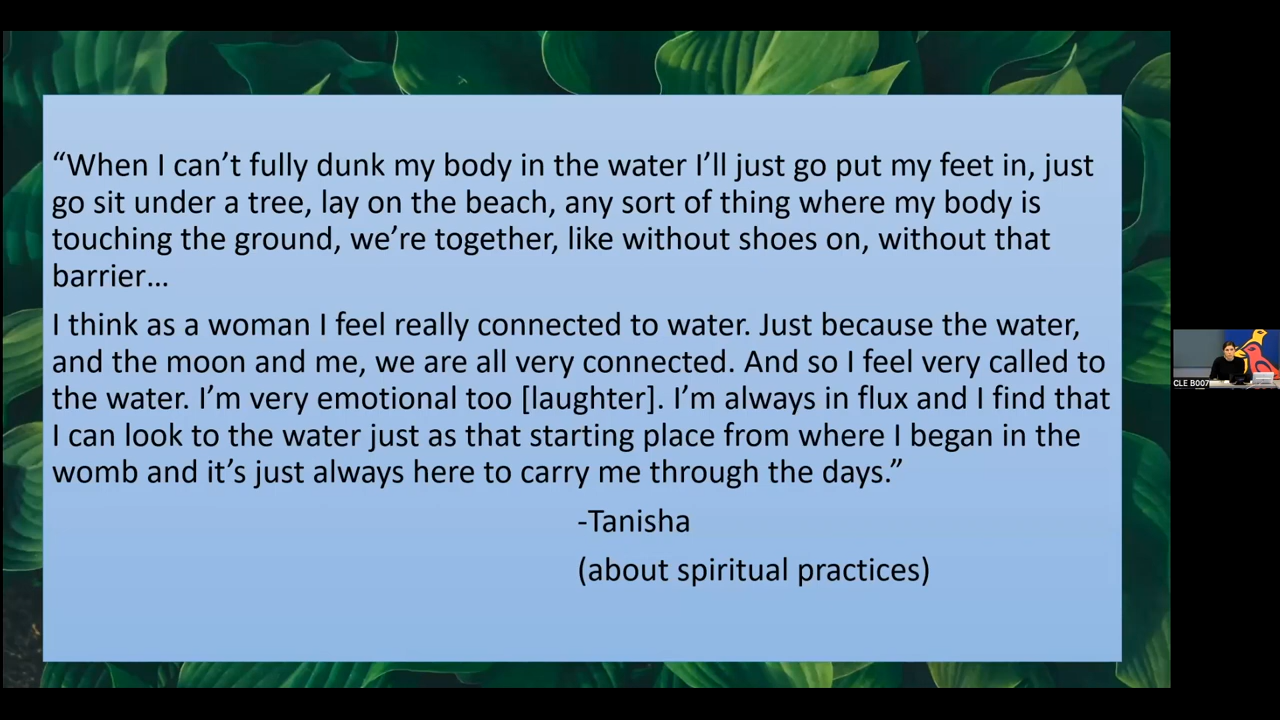 “When I can’t fully dunk my body in the water I’ll just go put my feet in, just
go sit under a tree, lay on the beach, any sort of thing where my body is
touching the ground, we’re together, like without shoes on, without that
barrier…
I think as a woman I feel really connected to water. Just because the water,
and the moon and me, we are all very connected. And so I feel very called to
the water. I’m very emotional too [laughter]. I’m always in flux and I find that
I can look to the water just as that starting place from where I began in the
womb and it’s just always here to carry me through the days.”
-Tanisha
(about spiritual practices)
CLE B007